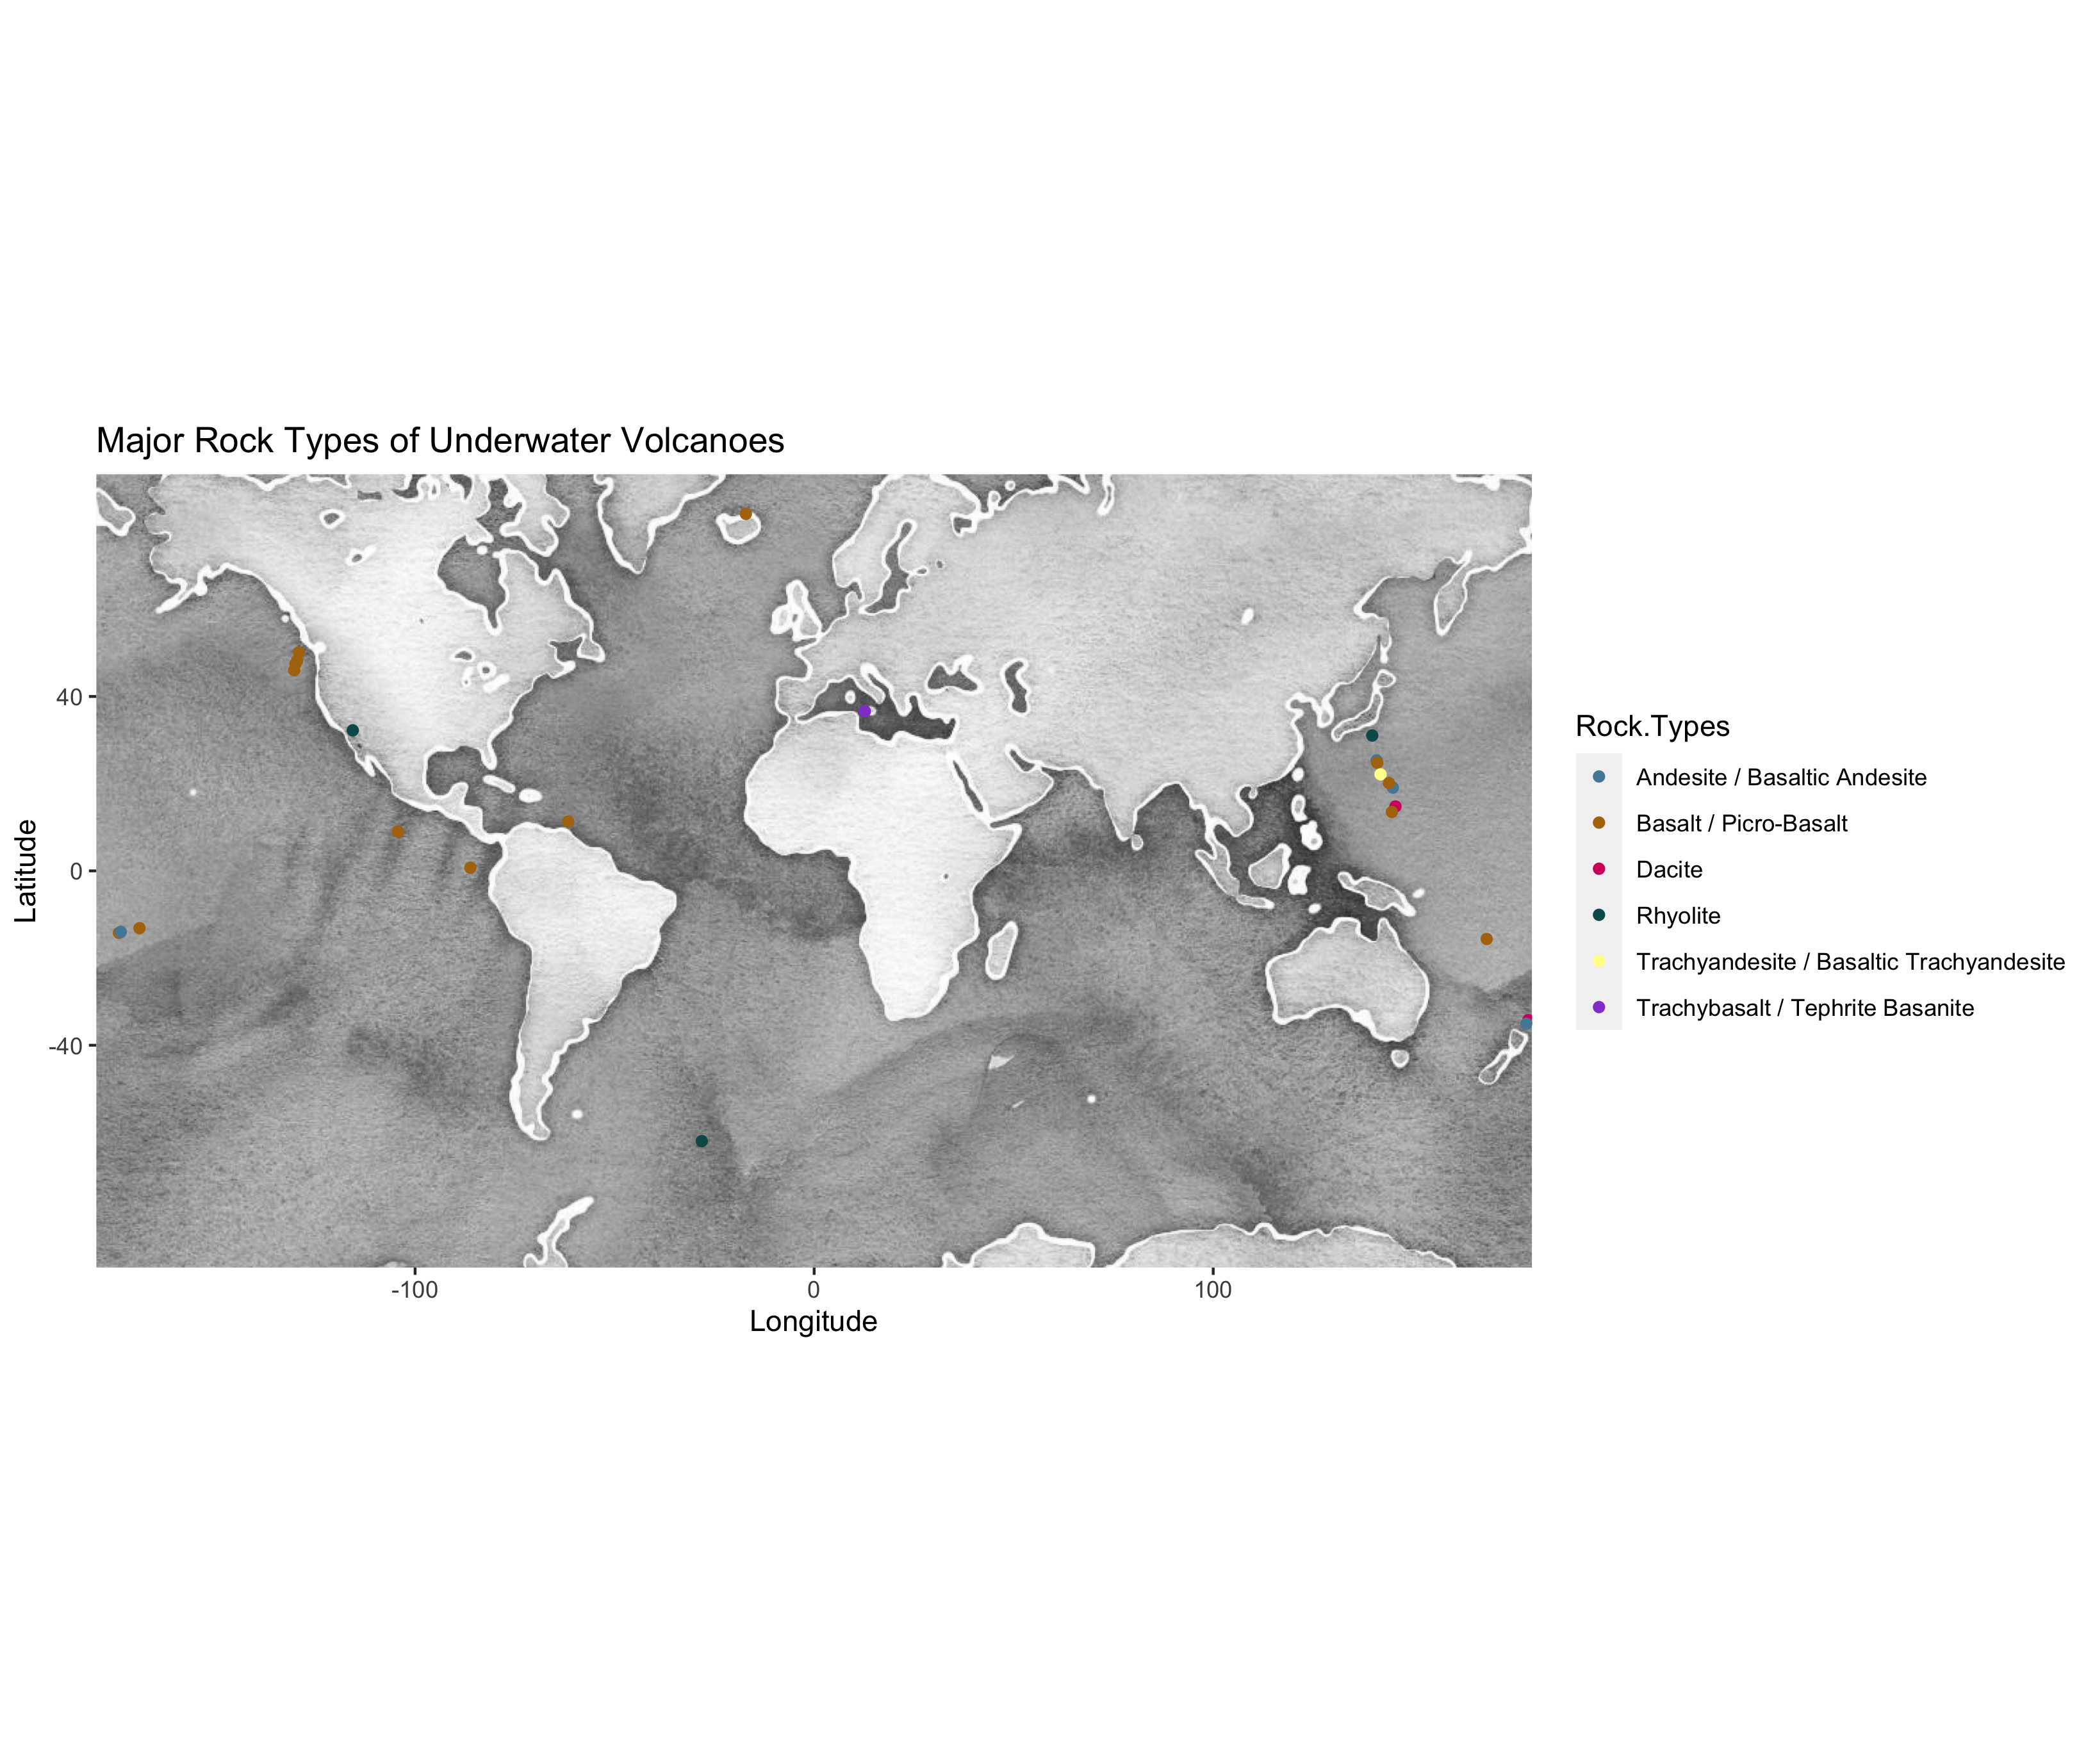 Major Rock Types of Underwater Volcanoes
40
0
-40
Latitude
-100
0
100
Longitude
Rock.Types
Andesite / Basaltic Andesite
Basalt / Picro-Basalt
Dacite
Rhyolite
Trachyandesite / Basaltic Trachyandesite
Trachybasalt / Tephrite Basanite